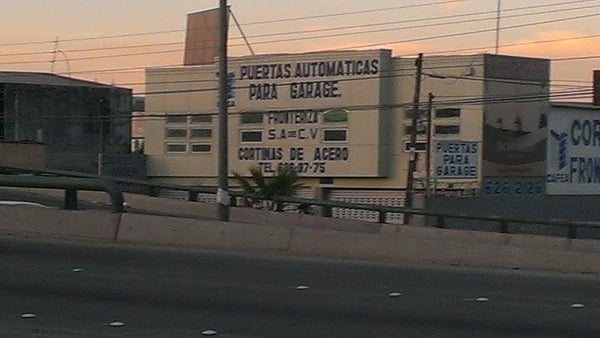 PUERTAS AUTOMATICAS
PARA GARAGE.
FRONTERIZA
S.A. DE C.V
CORTINAS DE ACERO
PUERTAS
PARA
GARAGE
COR
FRON